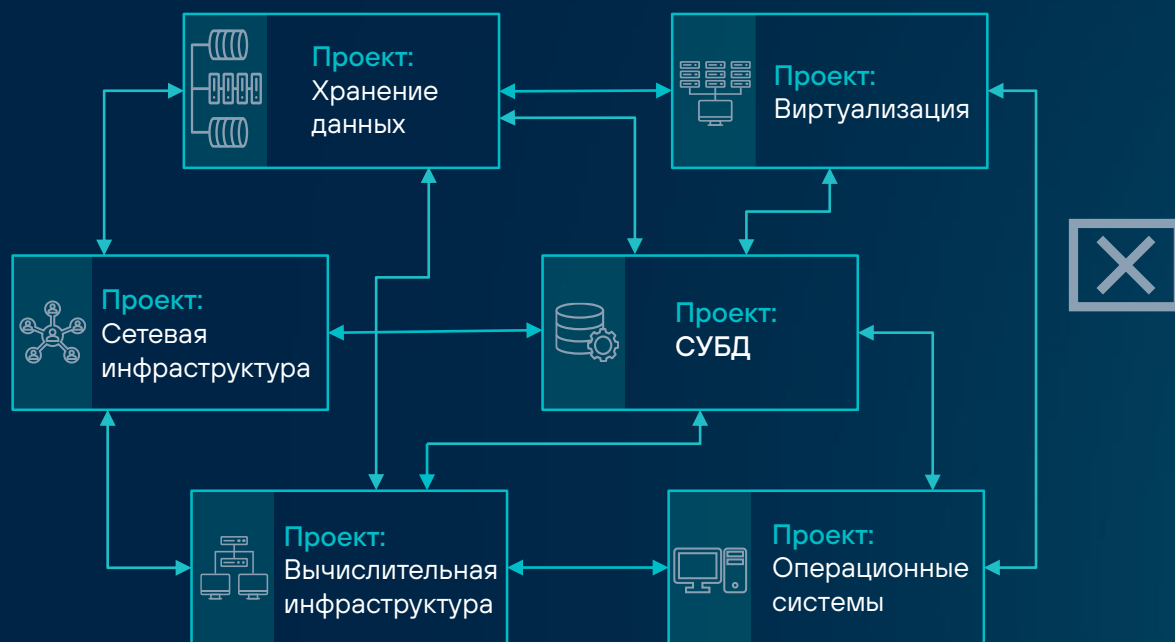 Проект:
Хранение
данных
Проект:
Виртуализация
Проект:
Сетевая
инфраструктура
Проект:
СУБД
Проект:
Вычислительная
инфраструктура
Проект:
Операционные
системы